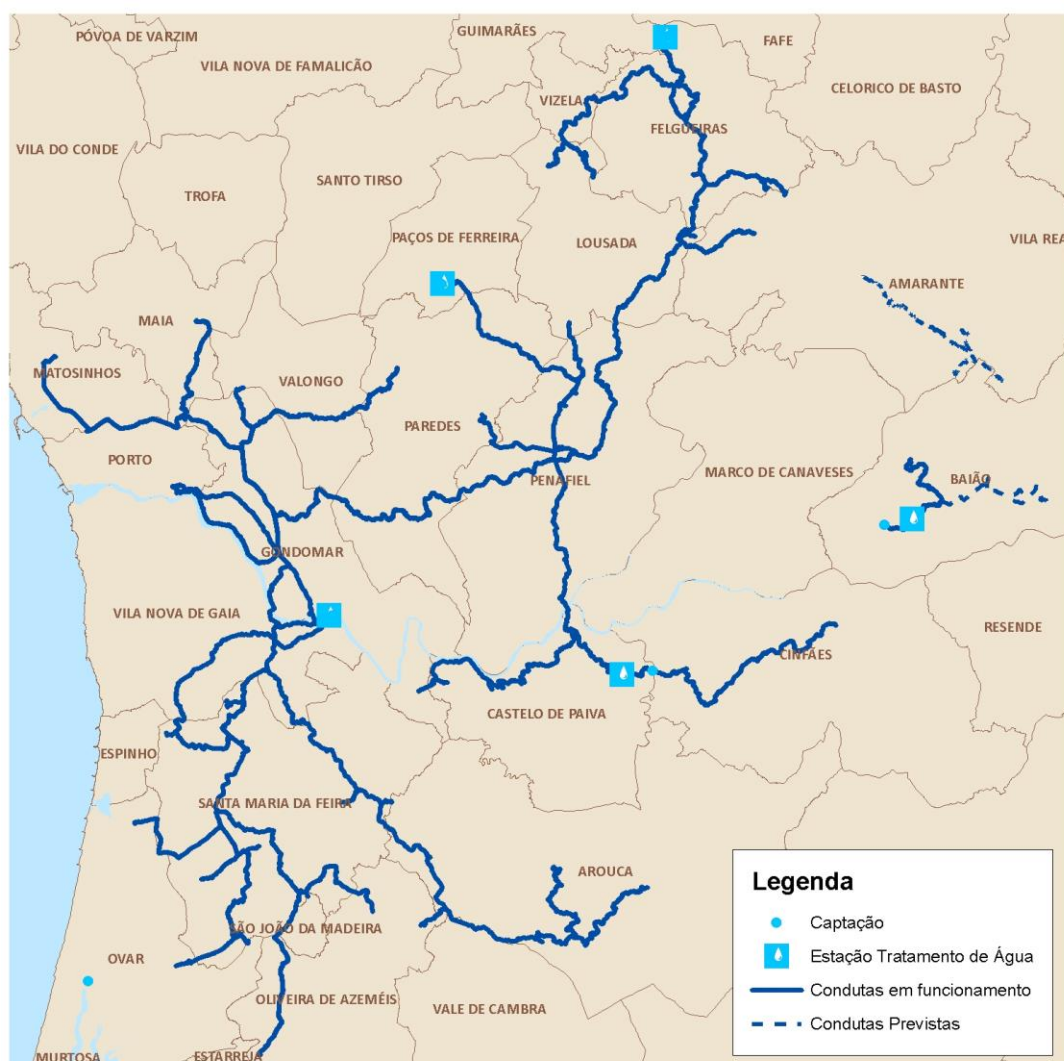 GUIMARÃES
PÓVOA DE VARZIM
FAFE
VILA NOVA DE FAMALICÃO
CELORICO DE BASTO
VIZELA
FELGUEIRAS
VILA DO CONDE
SANTO TIRSO
TROFA
PAÇOS DE FERREIRA
LOUSADA
VILA REA
AMARANTE
MAIA
MATOSINHOS
VALONGO
PAREDES
PORTO
MARCO DE CANAVESES
PENAFIEL
BAIÃO
GONDOMAR
VILA NOVA DE GAIA
RESENDE
CINFÃES
CASTELO DE PAIVA
ESPINHO
SANTA MARIA DA FEIRA
AROUCA
SÃO JOÃO DA MADEIRA
OVAR
OLIVEIRA DE AZEMÉIS
VALE DE CAMBRA
MURTOSA
ESTARREJA
Legenda
Captação
Estação Tratamento de Água
Condutas em funcionamento
Condutas Previstas